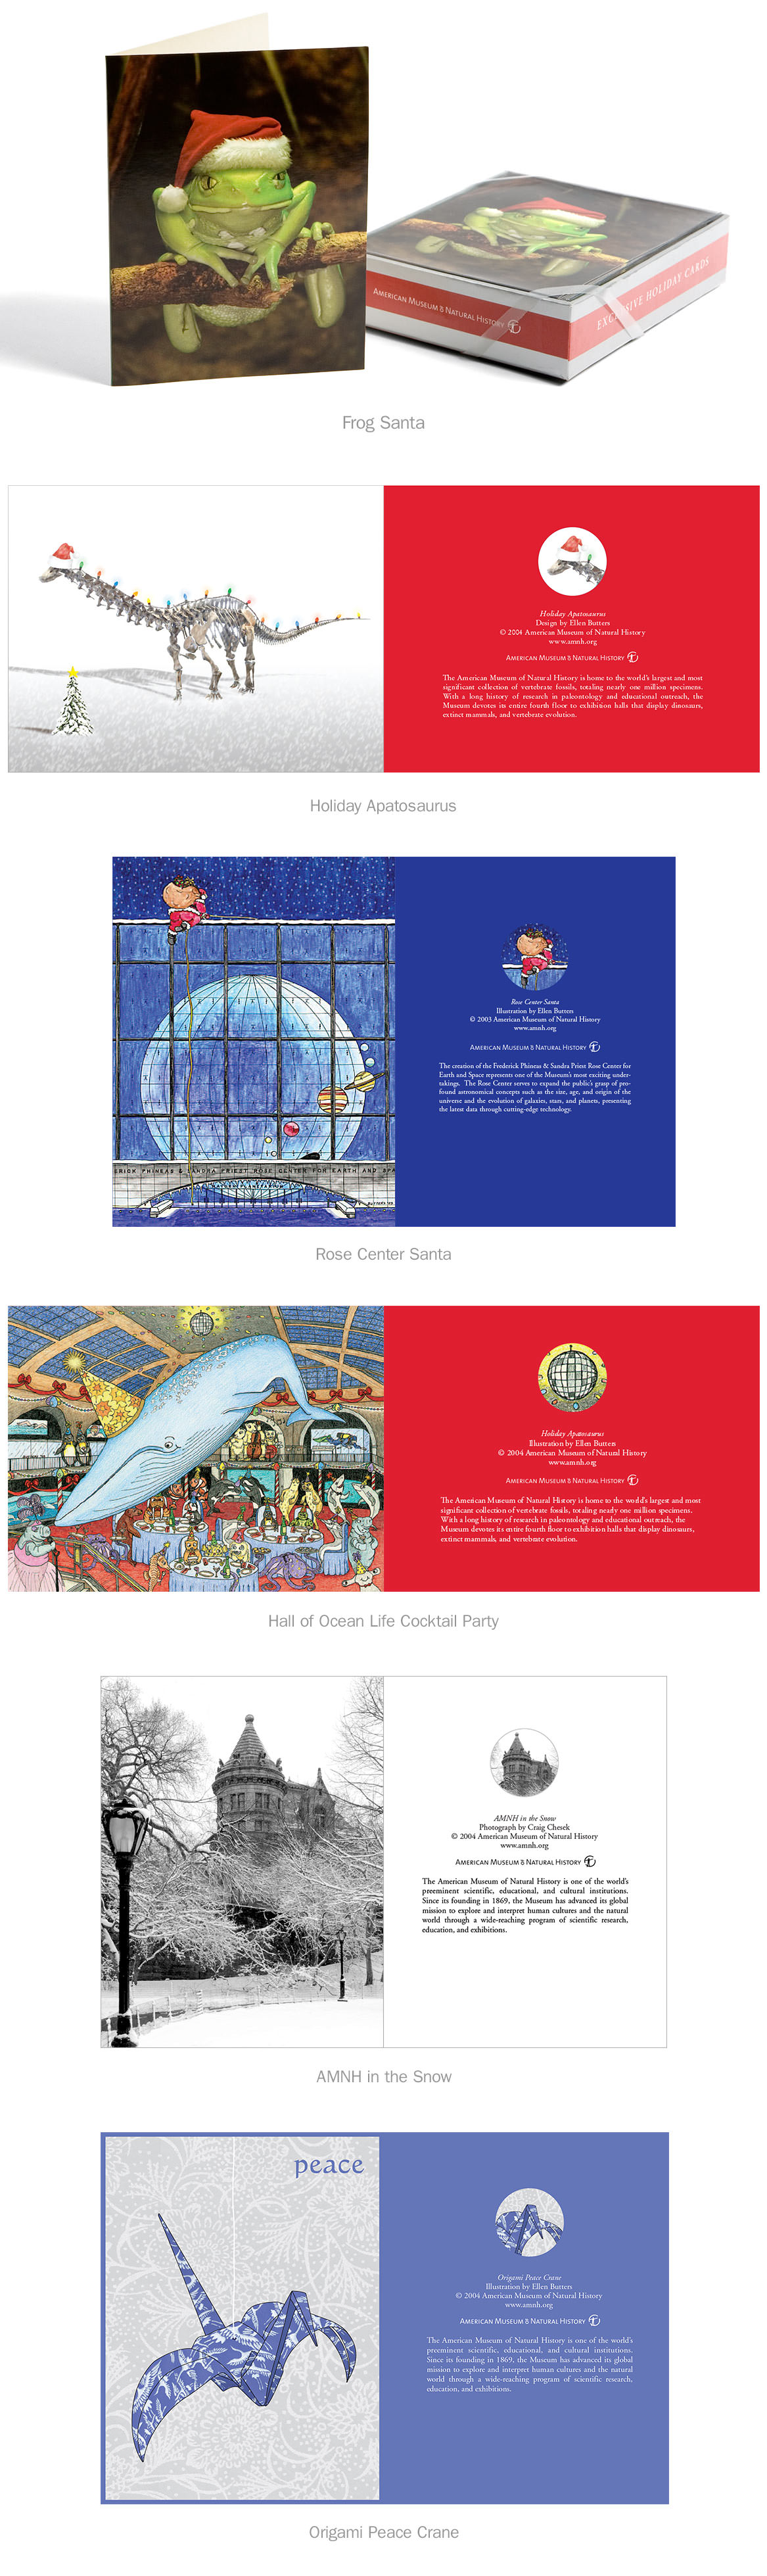 AMERICAN MUSEUM & NATURAL HISTORY
EXCLUSIVE HOLIDAY CARDS
Frog Santa
Holiday Apatosaurus
Design by Ellen Butters
© 2004 American Museum of Natural History
www.amnh.org
AMERICAN MUSEUM & NATURAL HISTORY
The American Museum of Natural History is home to the world's largest and most
significant collection of vertebrate fossils, totaling nearly one million specimens.
With a long history of research in paleontology and educational outreach, the
Museum devotes its entire fourth floor to exhibition halls that display dinosaurs,
extinct mammals, and vertebrate evolution.
Holiday Apatosaurus
ERICK PHINEAS & SANDRA PRIEST ROSE CENTER FOR EARTH AND SPA
Rose Center Santa
Illustration by Ellen Butters
© 2003 American Museum of Natural History
www.amnh.org
AMERICAN MUSEUM & NATURAL HISTORY
The creation of the Frederick Phineas & Sandra Priest Rose Center for
Earth and Space represents one of the Museum's most exciting under-
takings. The Rose Center serves to expand the public's grasp of pro-
found astronomical concepts such as the size, age, and origin of the
universe and the evolution of galaxies, stars, and planets, presenting
the latest data through cutting-edge technology.
Rose Center Santa
Holiday Apatosaurus
Illustration by Ellen Butters
© 2004 American Museum of Natural History
www.amnh.org
AMERICAN MUSEUM & NATURAL HISTORY
The American Museum of Natural History is home to the world's largest and most
significant collection of vertebrate fossils, totaling nearly one million specimens.
With a long history of research in paleontology and educational outreach, the
Museum devotes its entire fourth floor to exhibition halls that display dinosaurs,
extinct mammals, and vertebrate evolution.
Hall of Ocean Life Cocktail Party
AMNH in the Snow
Photograph by Craig Chesek
© 2004 American Museum of Natural History
www.amnh.org
AMERICAN MUSEUM & NATURAL HISTORY
The American Museum of Natural History is one of the world's
preeminent scientific, educational, and cultural institutions.
Since its founding in 1869, the Museum has advanced its global
mission to explore and interpret human cultures and the natural
world through a wide-reaching program of scientific research,
education, and exhibitions.
AMNH in the Snow
peace
Origami Peace Crane
Illustration by Ellen Butters
© 2004 American Museum of Natural History
www.amnh.org
AMERICAN MUSEUM & NATURAL HISTORY
The American Museum of Natural History is one of the world's
preeminent scientific, educational, and cultural institutions.
Since its founding in 1869, the Museum has advanced its global
mission to explore and interpret human cultures and the natural
world through a wide-reaching program of scientific research,
education, and exhibitions.
Origami Peace Crane